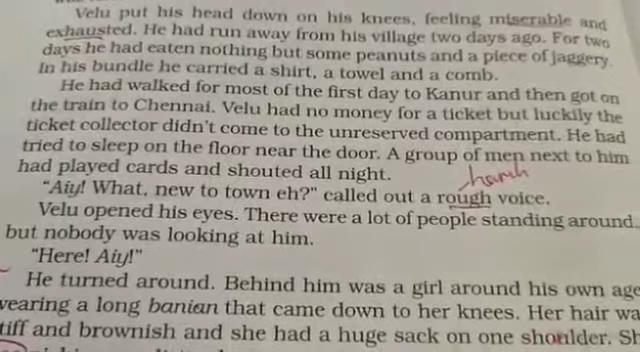 Velu put his head down on his knees, feeling miserable and
exhausted. He had run away from his village two days ago. For two
days he had eaten nothing but some peanuts and a piece of jaggery.
In his bundle he carried a shirt, a towel and a comb.
He had walked for most of the first day to Kanur and then got on
the train to Chennai. Velu had no money for a ticket but luckily the
ticket collector didn't come to the unreserved compartment. He had
tried to sleep on the floor near the door. A group of men next to him
had played cards and shouted all night.
harsh
"Aiy! What, new to town eh?" called out a rough voice.
Velu opened his eyes. There were a lot of people standing around,
but nobody was looking at him.
"Here! Aiy!"
He turned around. Behind him was a girl around his own age
wearing a long banian that came down to her knees. Her hair wa
tiff and brownish and she had a huge sack on one shoulder. Sh